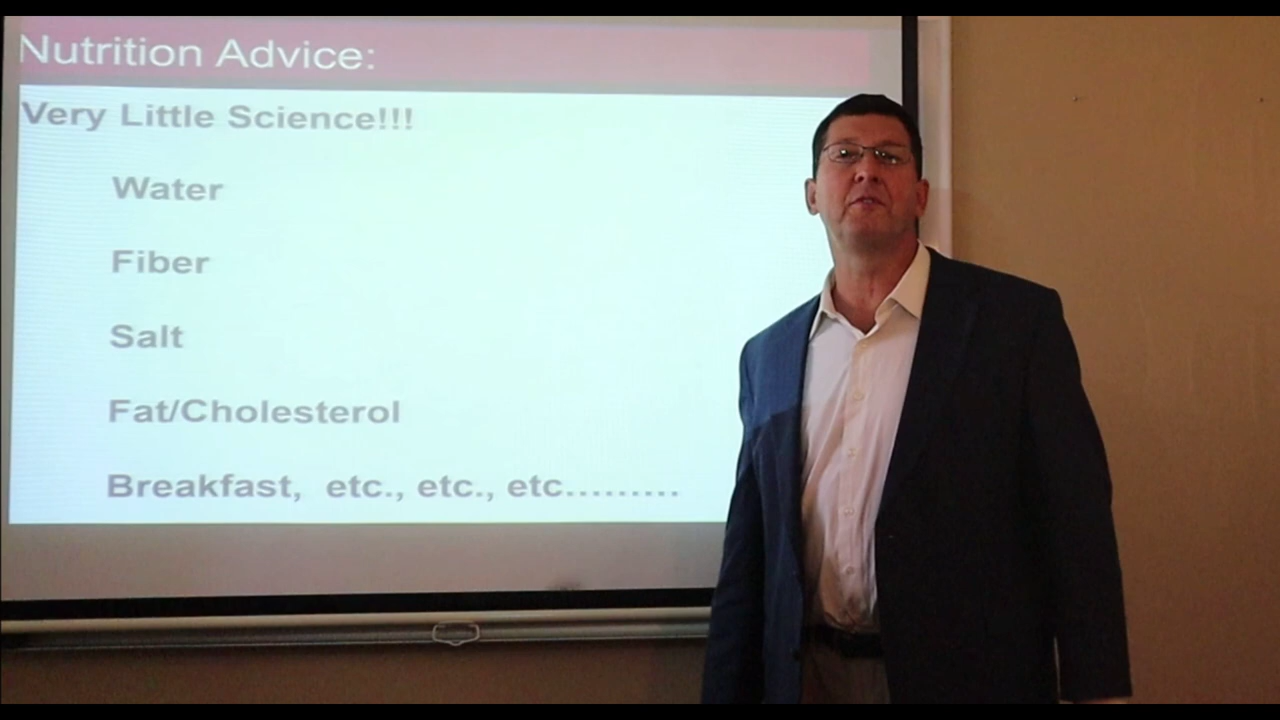 Nutrition Advice:
Very Little Science!!!
Water
Fiber
Salt
Fat/Cholesterol
Breakfast, etc., etc., etc.........